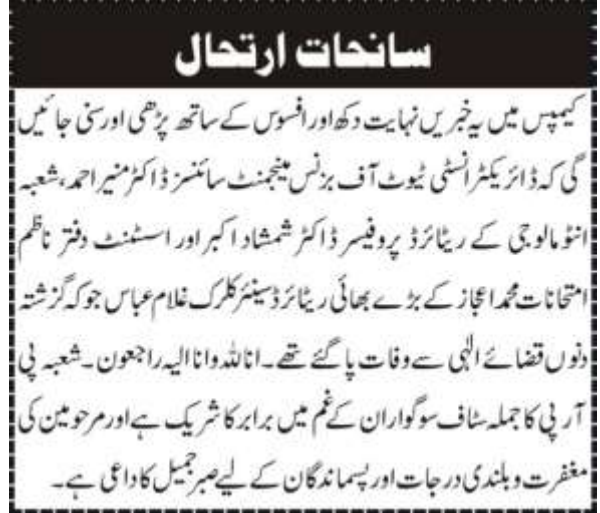 سانحات ارتحال
کیمپس میں یہ خبریں نہایت دکھ اور افسوس کے ساتھ پڑھی اور سنی جائیں
گی کہ ڈائریکٹر انسٹی ٹیوٹ آف بزنس مینجمنٹ سائنسز ڈاکٹر منیر احمد، شعبہ
انٹومالوجی کے ریٹائرڈ پروفیسر ڈاکٹر شمشاد اکبر اور اسسٹنٹ دفتر ناظم
امتحانات محمد اعجاز کے بڑے بھائی ریٹائرڈ سینئر کلرک غلام عباس جو کہ گزشتہ
دنوں قضائے الٰہی سے وفات پا گئے تھے۔ انا للہ وانا الیہ راجعون۔ شعبہ پی
آر پی کا جملہ سٹاف سوگواران کے غم میں برابر کا شریک ہے اور مرحومین کی
مغفرت و بلندی درجات اور پسماندگان کے لیے صبر جمیل کا داعی ہے۔